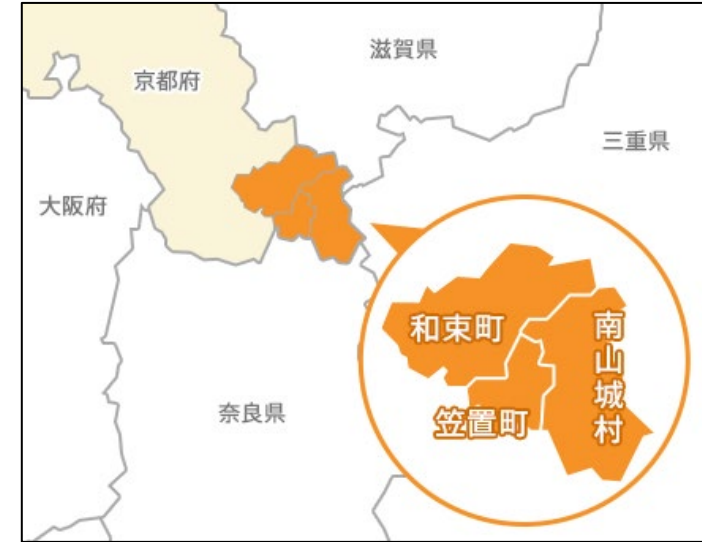 滋賀県
京都府
三重県
大阪府
和束町
南山城村
笠置町
奈良県